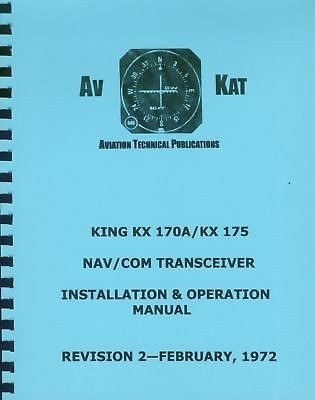 AV KAT
AVIATION TECHNICAL PUBLICATIONS
KING KX 170A/KX 175
NAV/COM TRANSCEIVER
INSTALLATION & OPERATION
MANUAL
REVISION 2—FEBRUARY, 1972